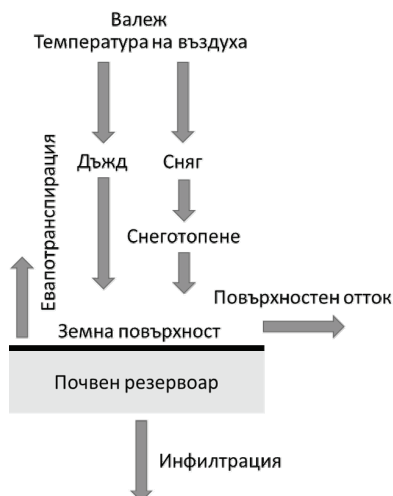 Валеж
Температура на въздуха
Дъжд
Сняг
Евапотранспирация
Снеготопене
Повърхностен отток
Земна повърхност
Почвен резервоар
Инфилтрация